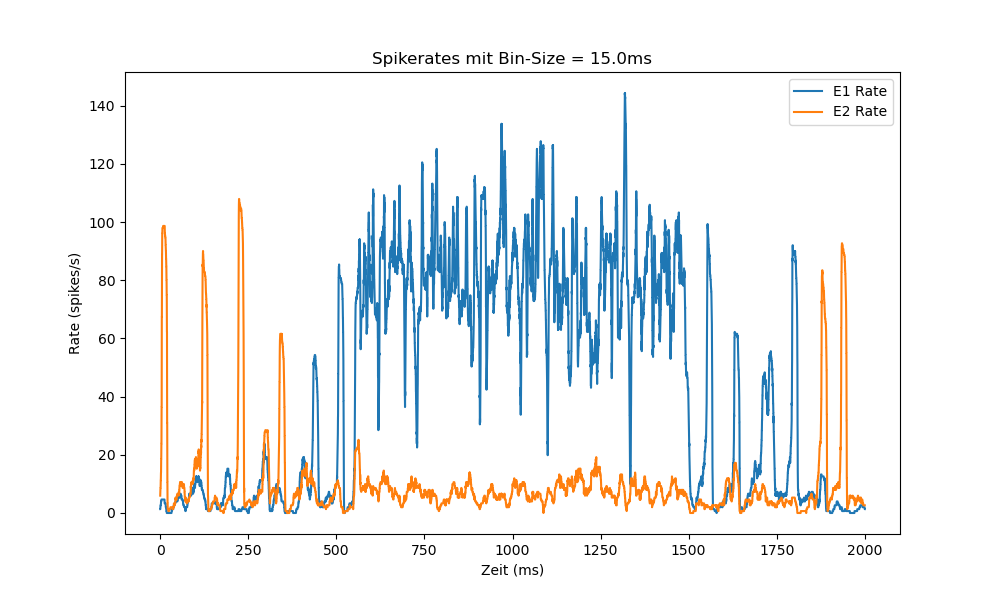 Spikerates mit Bin-Size = 15.0ms
E1 Rate
E2 Rate
Rate (spikes/s)
140
120
100
80
60
40
20
0
0 250 500 750 1000 1250 1500 1750 2000
Zeit (ms)